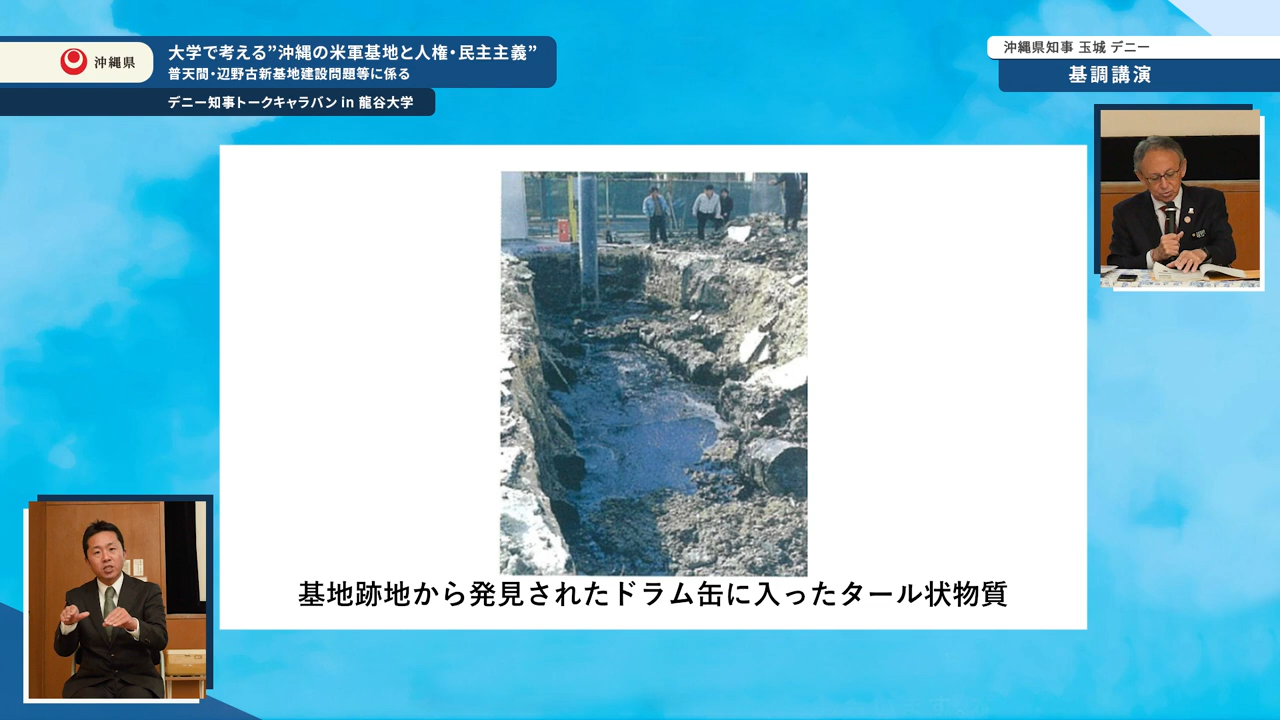 沖縄県
大学で考える”沖縄の米軍基地と人権・民主主義”
普天間・辺野古新基地建設問題等に係る
デニー知事トークキャラバン in 龍谷大学
沖縄県知事 玉城 デニー
基調講演
基地跡地から発見されたドラム缶に入ったタール状物質